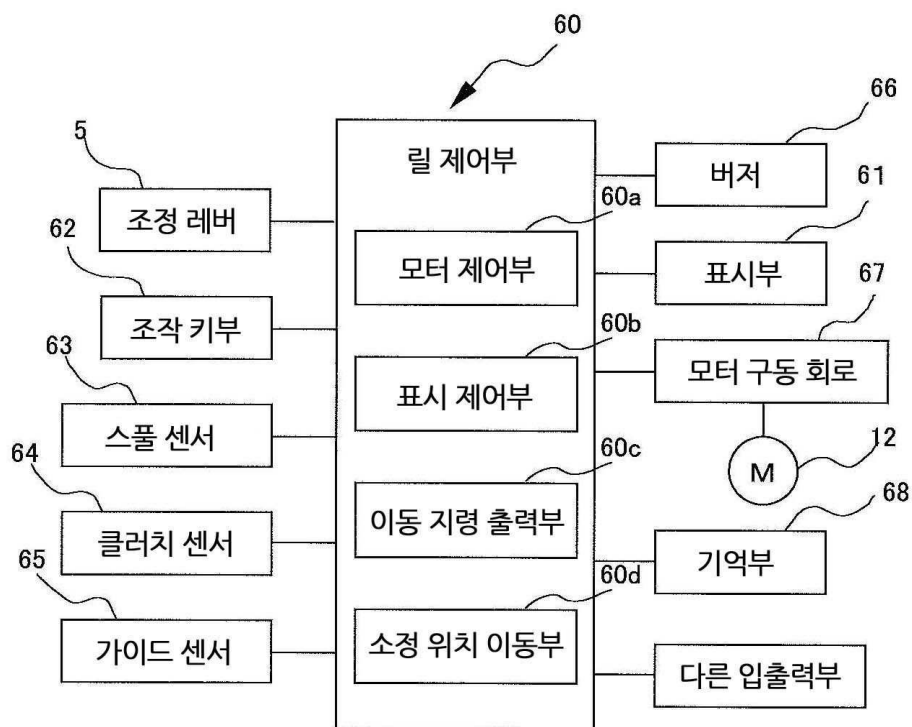 60
릴 제어부
5
조정 레버
62
조작 키부
63
스풀 센서
64
클러치 센서
65
가이드 센서
60a
모터 제어부
60b
표시 제어부
60c
이동 지령 출력부
60d
소정 위치 이동부
66
버저
61
표시부
67
모터 구동 회로
M
12
68
기억부
다른 입출력부